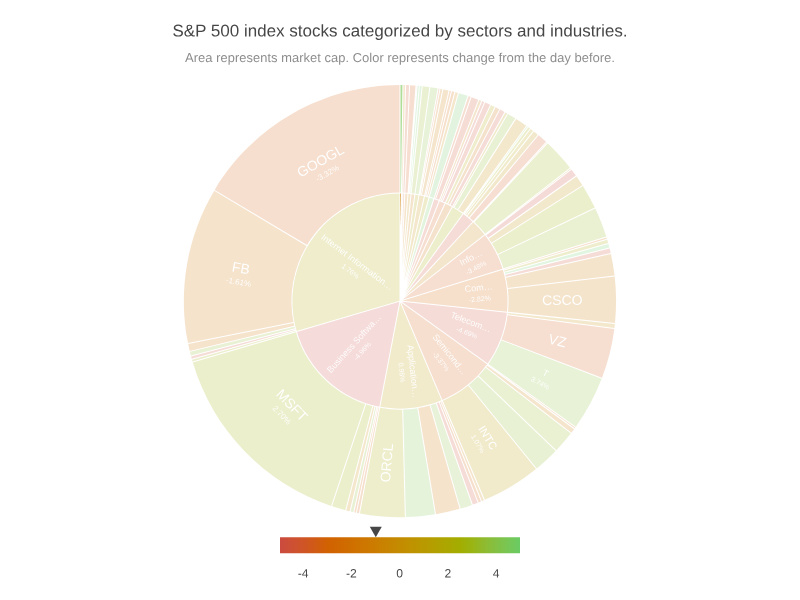 S&P 500 index stocks categorized by sectors and industries.
Area represents market cap. Color represents change from the day before.
GOOGL
FB
-1.61%
Internet Information...
Info...
Com...
CSCO
Telecom...
VZ
T
Business Softwa...
Application...
Semicond...
MSFT
ORCL
INTC
-4
-2
0
2
4